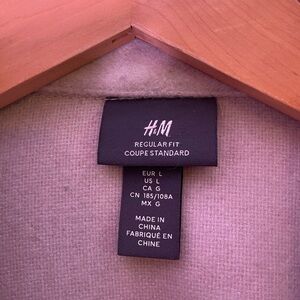 H&M
REGULAR FIT
COUPE STANDARD
EUR L
US L
CA G
CN 185/108A
MX G
MADE IN
CHINA
FABRIQUÉ EN
CHINE